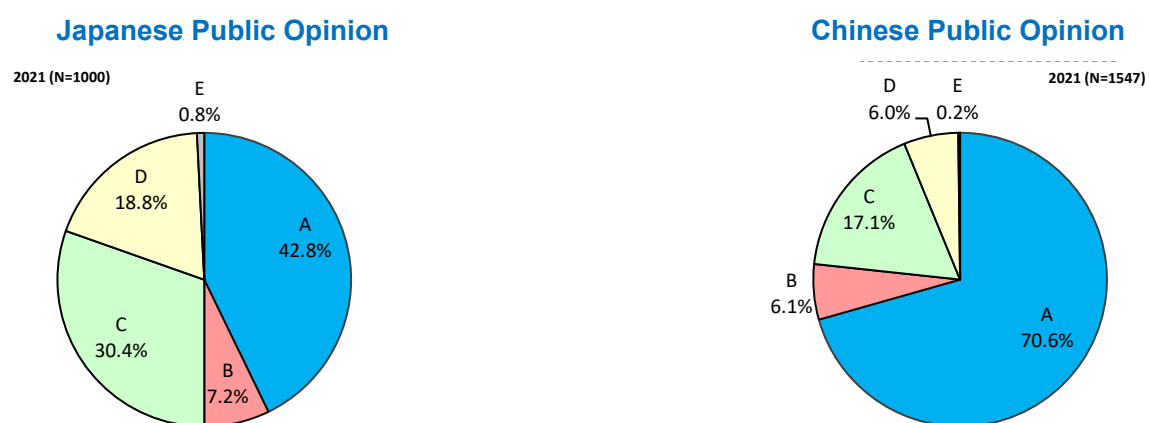 Japanese Public Opinion
2021 (N=1000)
E
0.8%
D
18.8%
A
42.8%
C
30.4%
B
7.2%
Chinese Public Opinion
2021 (N=1547)
D
6.0%
E
0.2%
C
17.1%
B
6.1%
A
70.6%